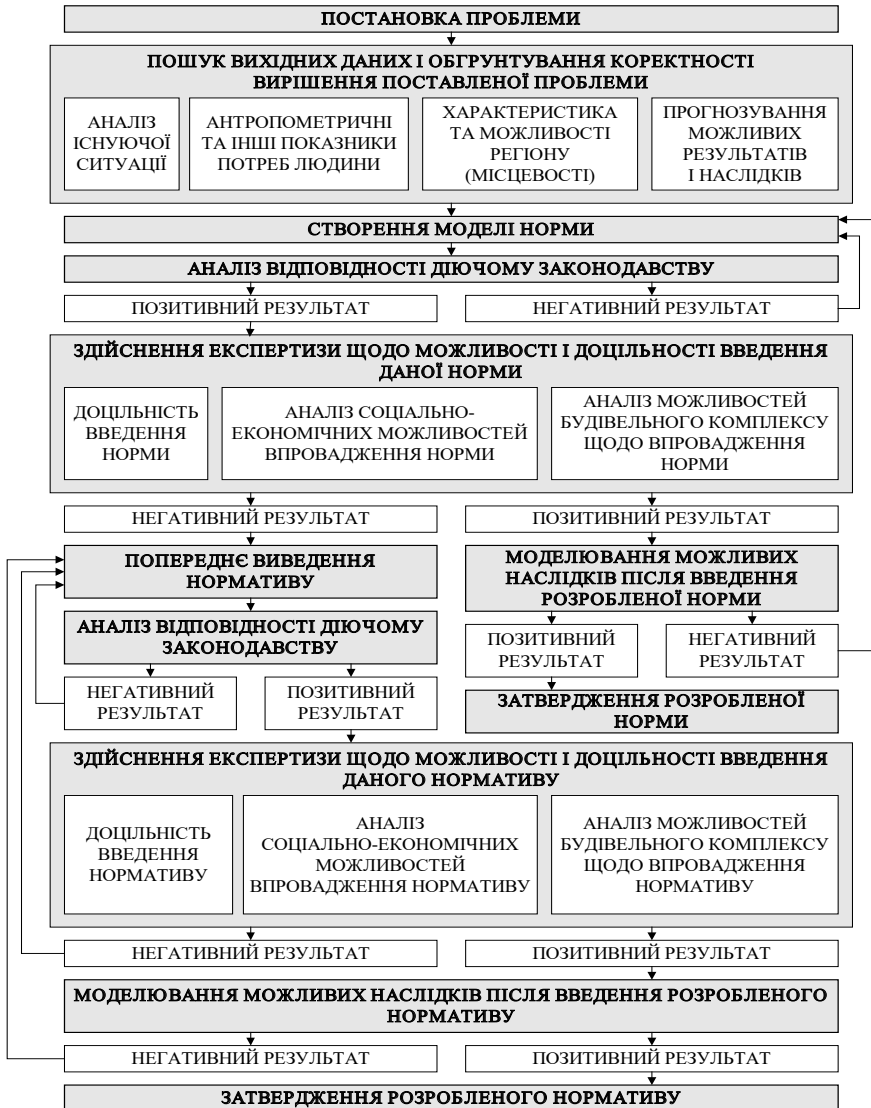 ПОСТАНОВКА ПРОБЛЕМИ
ПОШУК ВИХІДНИХ ДАНИХ І ОБГРУНТУВАННЯ КОРЕКТНОСТІ
ВИРІШЕННЯ ПОСТАВЛЕНОЇ ПРОБЛЕМИ
АНАЛІЗ
ІСНУЮЧОЇ
СИТУАЦІЇ
АНТРОПОМЕТРИЧНІ
ТА ІНШІ ПОКАЗНИКИ
ПОТРЕБ ЛЮДИНИ
ХАРАКТЕРИСТИКА
ТА МОЖЛИВОСТІ
РЕГІОНУ
(МІСЦЕВОСТІ)
ПРОГНОЗУВАННЯ
МОЖЛИВИХ
РЕЗУЛЬТАТІВ
І НАСЛІДКІВ
СТВОРЕННЯ МОДЕЛІ НОРМИ
АНАЛІЗ ВІДПОВІДНОСТІ ДІЮЧОМУ ЗАКОНОДАВСТВУ
ПОЗИТИВНИЙ РЕЗУЛЬТАТ
НЕГАТИВНИЙ РЕЗУЛЬТАТ
ЗДІЙСНЕННЯ ЕКСПЕРТИЗИ ЩОДО МОЖЛИВОСТІ І ДОЦІЛЬНОСТІ ВВЕДЕННЯ
ДАНОЇ НОРМИ
ДОЦІЛЬНІСТЬ
ВВЕДЕННЯ
НОРМИ
АНАЛІЗ СОЦІАЛЬНО-
ЕКОНОМІЧНИХ МОЖЛИВОСТЕЙ
ВПРОВАДЖЕННЯ НОРМИ
АНАЛІЗ МОЖЛИВОСТЕЙ
БУДІВЕЛЬНОГО КОМПЛЕКСУ
ЩОДО ВПРОВАДЖЕННЯ
НОРМИ
НЕГАТИВНИЙ РЕЗУЛЬТАТ
ПОЗИТИВНИЙ РЕЗУЛЬТАТ
ПОПЕРЕДНЄ ВИВЕДЕННЯ
НОРМАТИВУ
МОДЕЛЮВАННЯ МОЖЛИВИХ
НАСЛІДКІВ ПІСЛЯ ВВЕДЕННЯ
РОЗРОБЛЕНОЇ НОРМИ
АНАЛІЗ ВІДПОВІДНОСТІ ДІЮЧОМУ
ЗАКОНОДАВСТВУ
ПОЗИТИВНИЙ
РЕЗУЛЬТАТ
НЕГАТИВНИЙ
РЕЗУЛЬТАТ
НЕГАТИВНИЙ
РЕЗУЛЬТАТ
ПОЗИТИВНИЙ
РЕЗУЛЬТАТ
ЗАТВЕРДЖЕННЯ РОЗРОБЛЕНОЇ
НОРМИ
ЗДІЙСНЕННЯ ЕКСПЕРТИЗИ ЩОДО МОЖЛИВОСТІ І ДОЦІЛЬНОСТІ ВВЕДЕННЯ
ДАНОГО НОРМАТИВУ
ДОЦІЛЬНІСТЬ
ВВЕДЕННЯ
НОРМАТИВУ
АНАЛІЗ
СОЦІАЛЬНО-ЕКОНОМІЧНИХ
МОЖЛИВОСТЕЙ
ВПРОВАДЖЕННЯ НОРМАТИВУ
АНАЛІЗ МОЖЛИВОСТЕЙ
БУДІВЕЛЬНОГО КОМПЛЕКСУ
ЩОДО ВПРОВАДЖЕННЯ
НОРМАТИВУ
НЕГАТИВНИЙ РЕЗУЛЬТАТ
ПОЗИТИВНИЙ РЕЗУЛЬТАТ
МОДЕЛЮВАННЯ МОЖЛИВИХ НАСЛІДКІВ ПІСЛЯ ВВЕДЕННЯ РОЗРОБЛЕНОГО
НОРМАТИВУ
НЕГАТИВНИЙ РЕЗУЛЬТАТ
ПОЗИТИВНИЙ РЕЗУЛЬТАТ
ЗАТВЕРДЖЕННЯ РОЗРОБЛЕНОГО НОРМАТИВУ